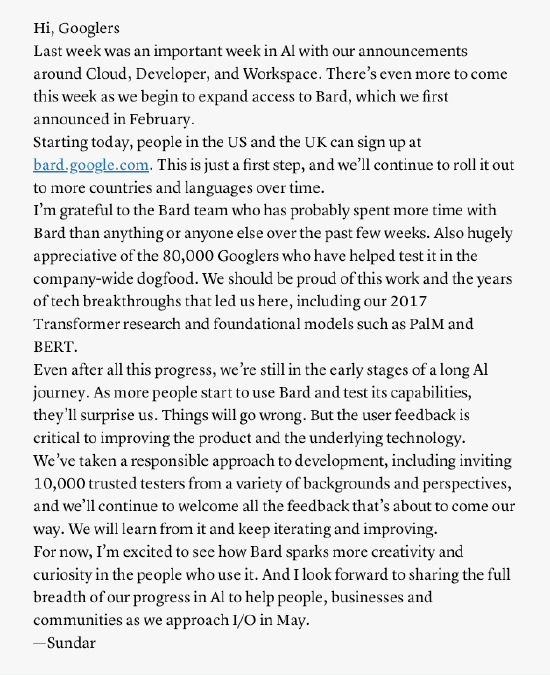 Hi, Googlers
Last week was an important week in AI with our announcements
around Cloud, Developer, and Workspace. There's even more to come
this week as we begin to expand access to Bard, which we first
announced in February.
Starting today, people in the US and the UK can sign up at
bard.google.com. This is just a first step, and we'll continue to roll it out
to more countries and languages over time.
I'm grateful to the Bard team who has probably spent more time with
Bard than anything or anyone else over the past few weeks. Also hugely
appreciative of the 80,000 Googlers who have helped test it in the
company-wide dogfood. We should be proud of this work and the years
of tech breakthroughs that led us here, including our 2017
Transformer research and foundational models such as PalM and
BERT.
Even after all this progress, we're still in the early stages of a long Al
journey. As more people start to use Bard and test its capabilities,
they'll surprise us. Things will go wrong. But the user feedback is
critical to improving the product and the underlying technology.
We've taken a responsible approach to development, including inviting
10,000 trusted testers from a variety of backgrounds and perspectives,
and we'll continue to welcome all the feedback that's about to come our
way. We will learn from it and keep iterating and improving.
For now, I'm excited to see how Bard sparks more creativity and
curiosity in the people who use it. And I look forward to sharing the full
breadth of our progress in Al to help people, businesses and
communities as we approach I/O in May.
—Sundar